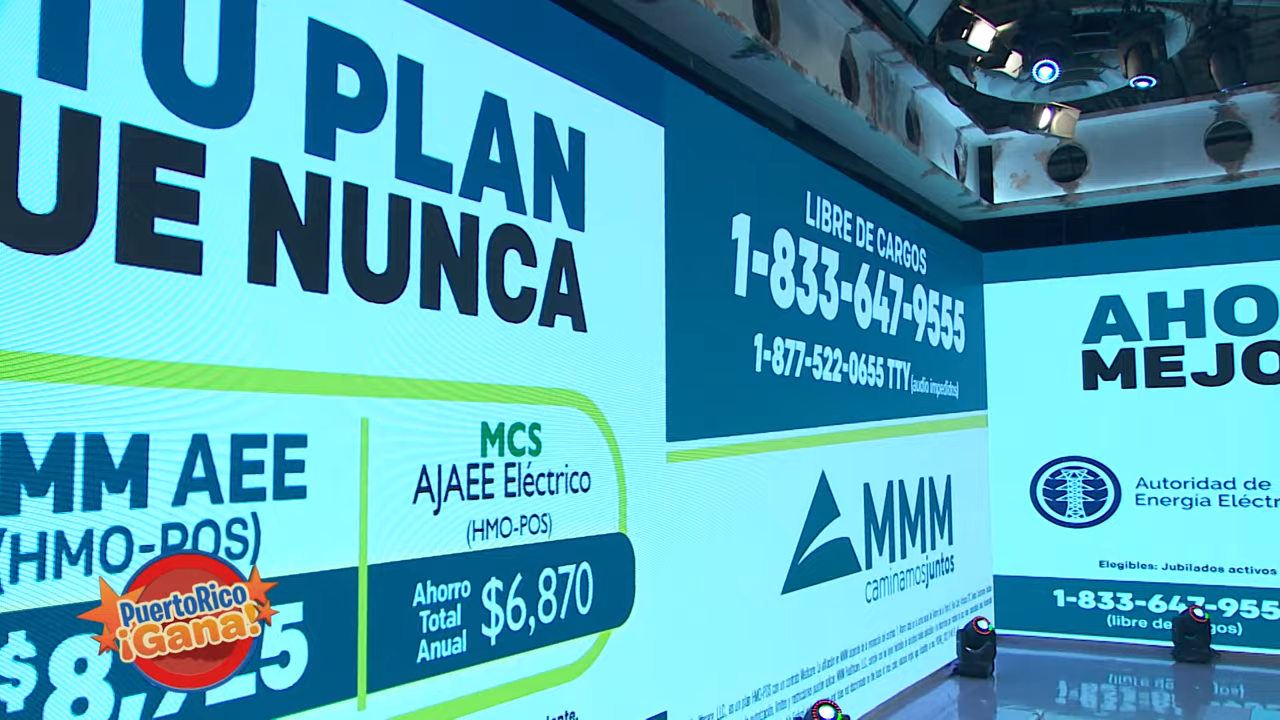 TU PLAN
UE NUNCA
MM AEE
(HMO-POS)
MCS
AJAEE Eléctrico
(HMO-POS)
Ahorro
Total
Anual
$6,870
PuertoRico
¡Gana!
LIBRE DE CARGOS
1-833-647-9555
1-877-522-0655 TTY (audio impedidos)
MMM
caminamosjuntos
AHO
MEJO
Autoridad de
Energía Eléctr
Elegibles: Jubilados activos
1-833-647-955
(libre de